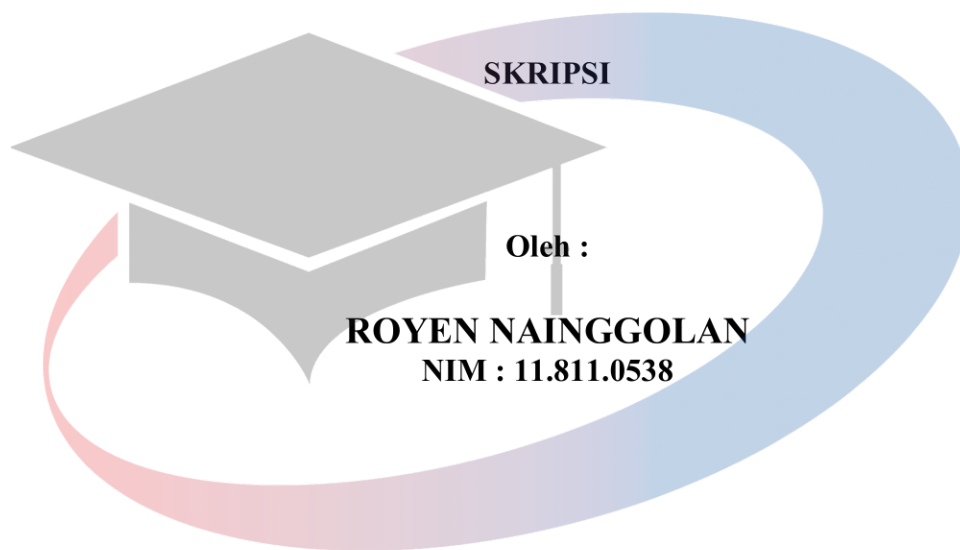 SKRIPSI
Oleh :
ROYEN NAINGGOLAN
NIM : 11.811.0538